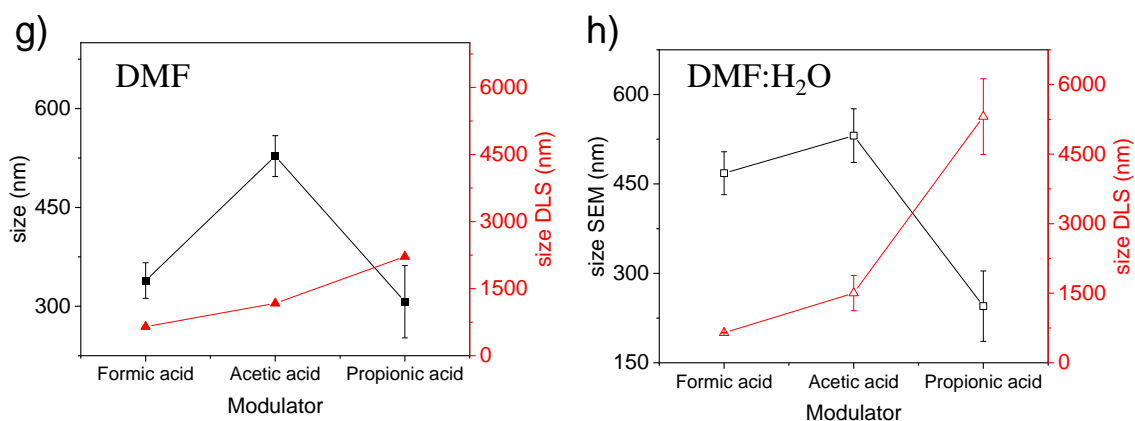 g)
DMF
600
450
300
size (nm)
6000
4500
3000
1500
0
size DLS (nm)
Formic acid Acetic acid Propionic acid
Modulator
h)
DMF:H₂O
600
450
300
150
size SEM (nm)
6000
4500
3000
1500
0
size DLS (nm)
Formic acid Acetic acid Propionic acid
Modulator